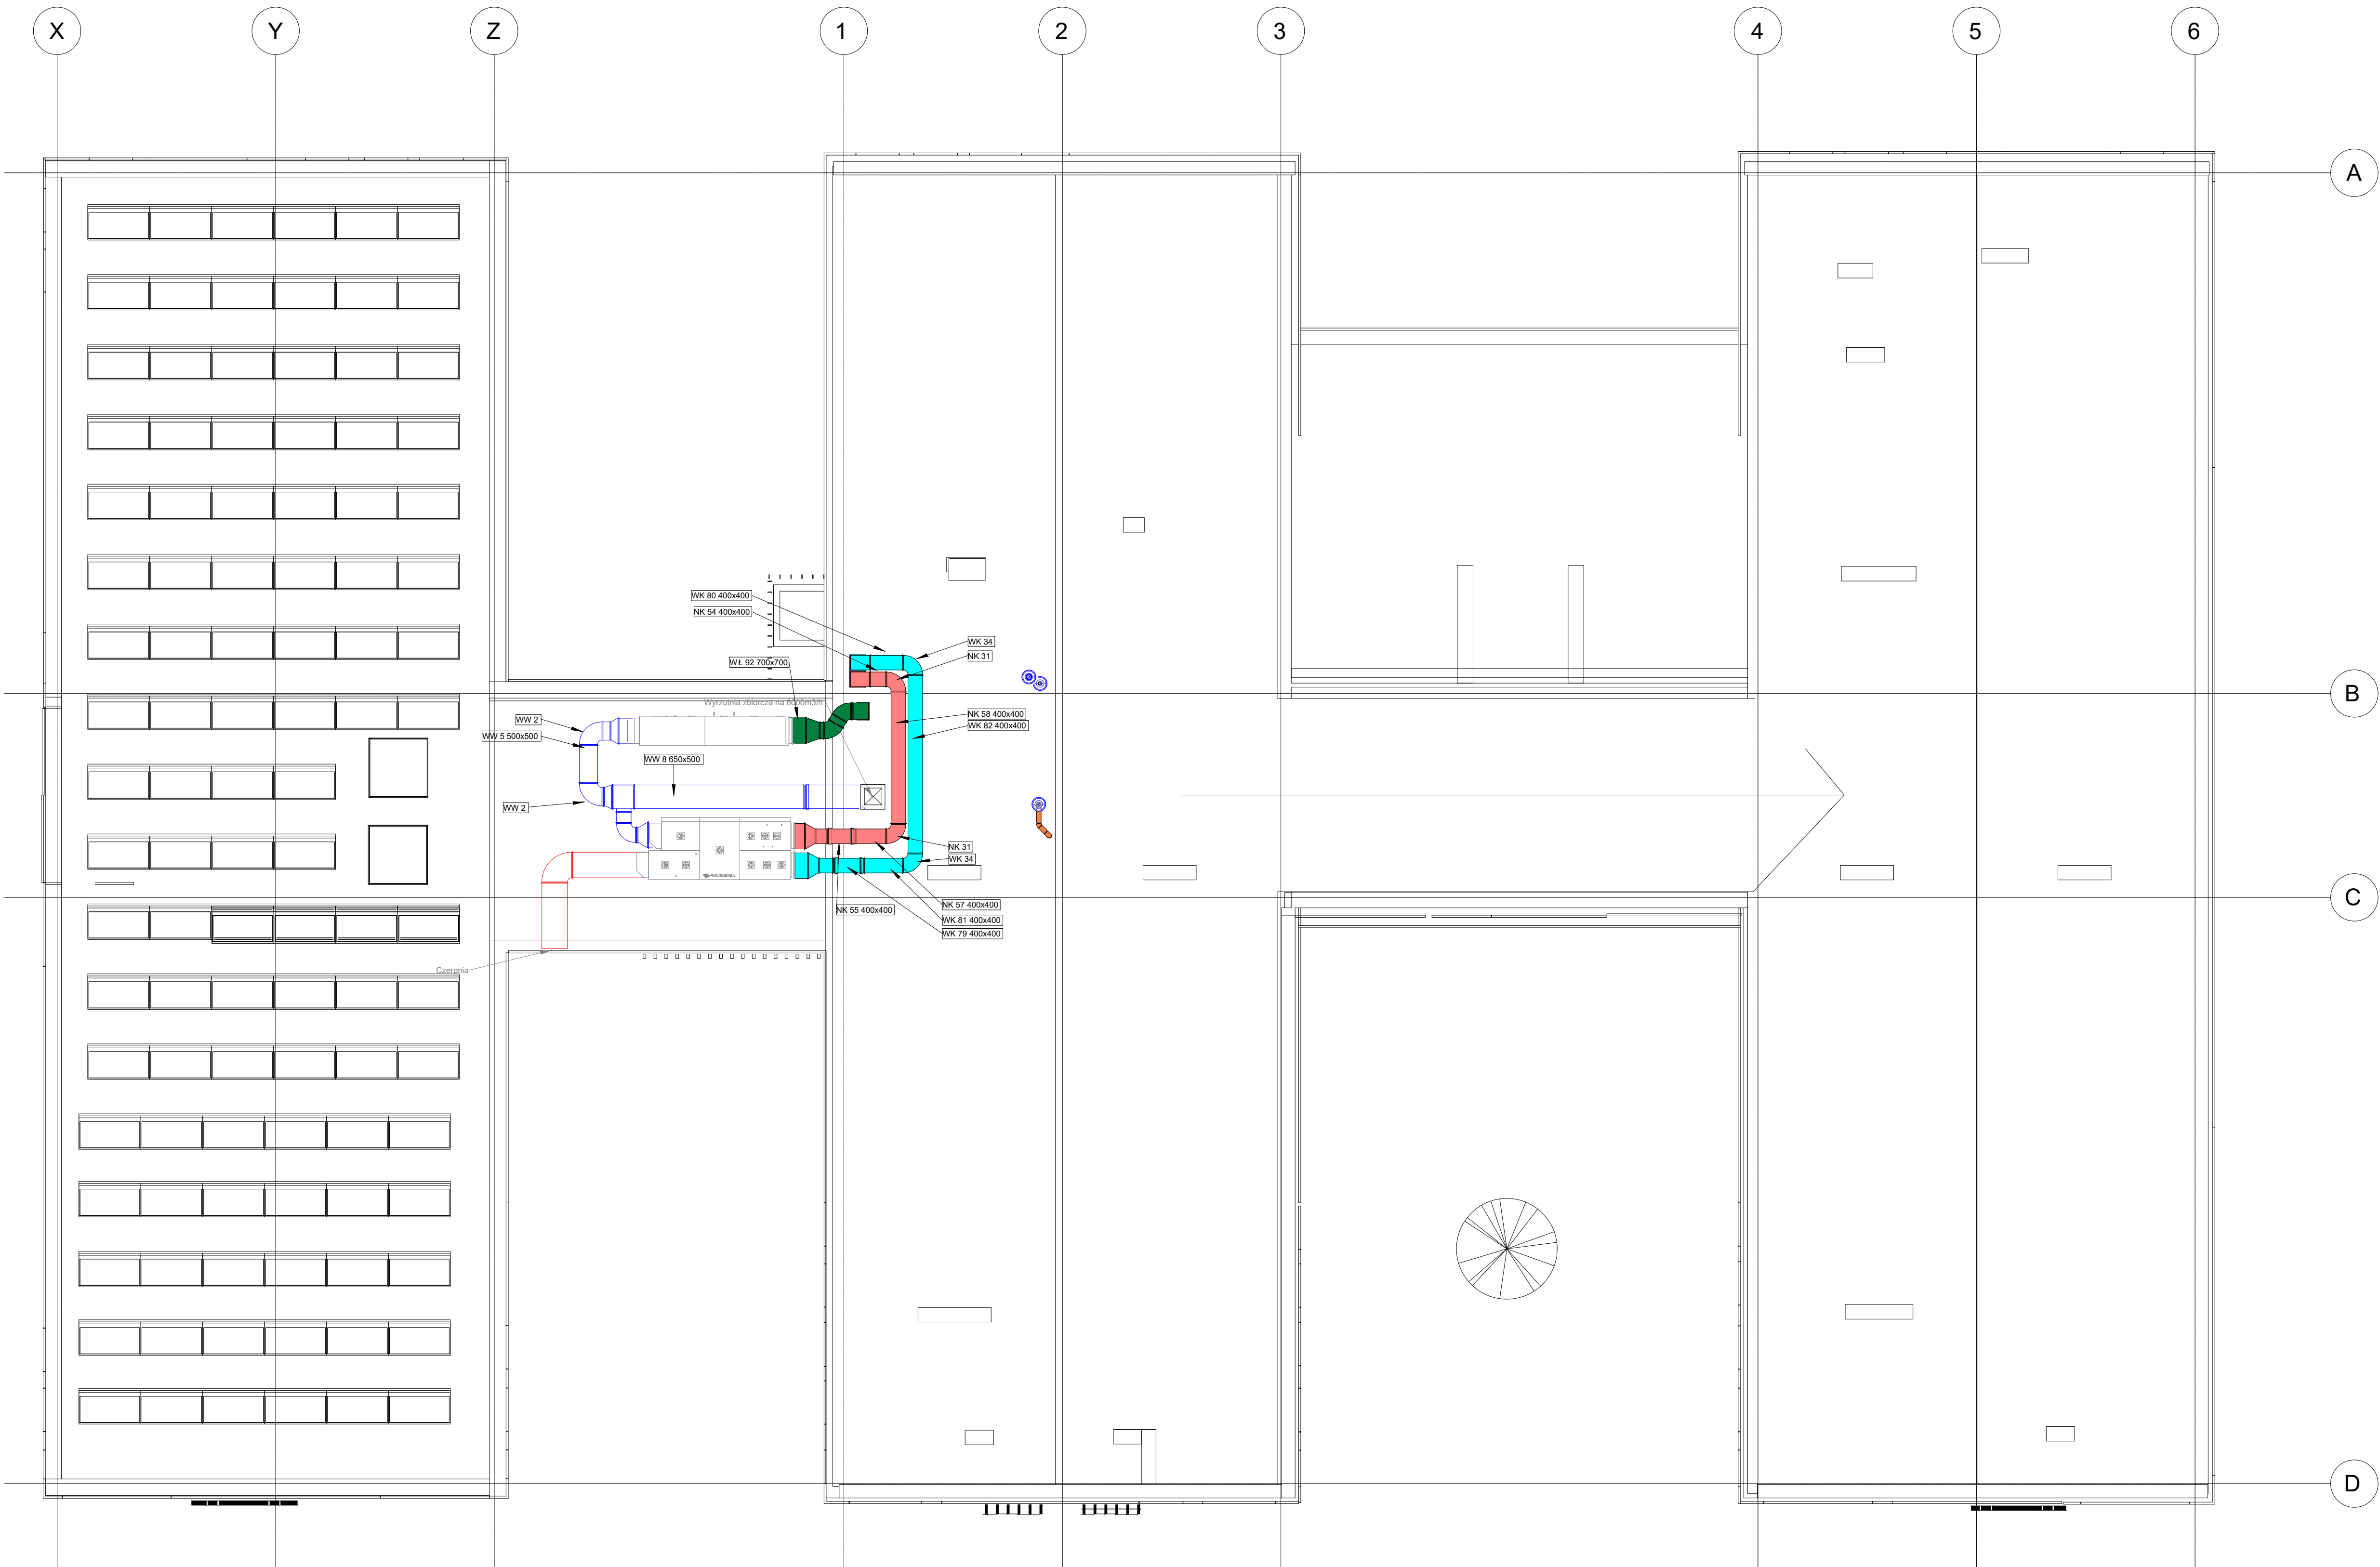 X
Y
Z
1
2
3
4
5
6
A
WK 80 400x400
NK 54 400x400
WK 34
NK 31
WŁ 92 700x700
B
Wyrzutnia zbiorcza na 6000m3/h
NK 58 400x400
WK 82 400x400
WW 2
WW 5 500x500
WW 8 650x500
WW 2
NK 31
WK 34
C
NK 55 400x400
NK 57 400x400
WK 81 400x400
WK 79 400x400
Czerpnia
D